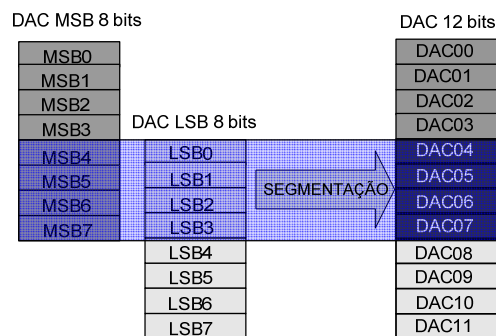 DAC MSB 8 bits
MSB0
MSB1
MSB2
MSB3
MSB4
MSB5
MSB6
MSB7
DAC LSB 8 bits
LSB0
LSB1
LSB2
LSB3
LSB4
LSB5
LSB6
LSB7
SEGMENTAÇÃO
DAC 12 bits
DAC00
DAC01
DAC02
DAC03
DAC04
DAC05
DAC06
DAC07
DAC08
DAC09
DAC10
DAC11